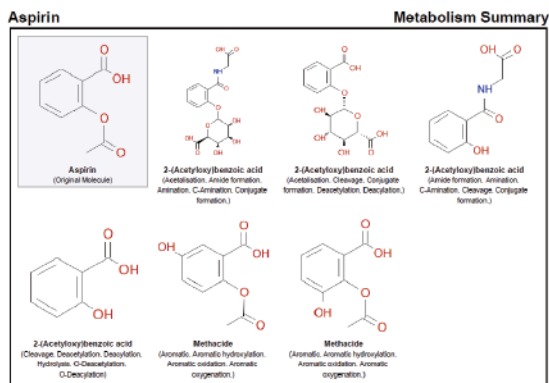 Aspirin
Metabolism Summary
O
OH
O
O
Aspirin
(Original Molecule)
2-(Acetyloxy)benzoic acid
(Acetalisation, Amide formation,
Amination, C-Amination, Conjugate
formation,)
2-(Acetyloxy)benzoic acid
(Acetalisation, Cleavage, Conjugate
formation, Deacetylation, Deacylation,)
O
OH
NH
O
OH
2-(Acetyloxy)benzoic acid
(Amide formation, Amination,
C-Amination, Cleavage, Conjugate
formation,)
O
OH
OH
2-(Acetyloxy)benzoic acid
(Cleavage, Deacetylation, Deacylation,
Hydrolysis, O-Deacetylation,
O-Deacylation)
OH
O
OH
O
O
Methacide
(Aromatic, Aromatic hydroxylation,
Aromatic oxidation, Aromatic
oxygenation,)
O
OH
OH
O
O
Methacide
(Aromatic, Aromatic hydroxylation,
Aromatic oxidation, Aromatic
oxygenation,)